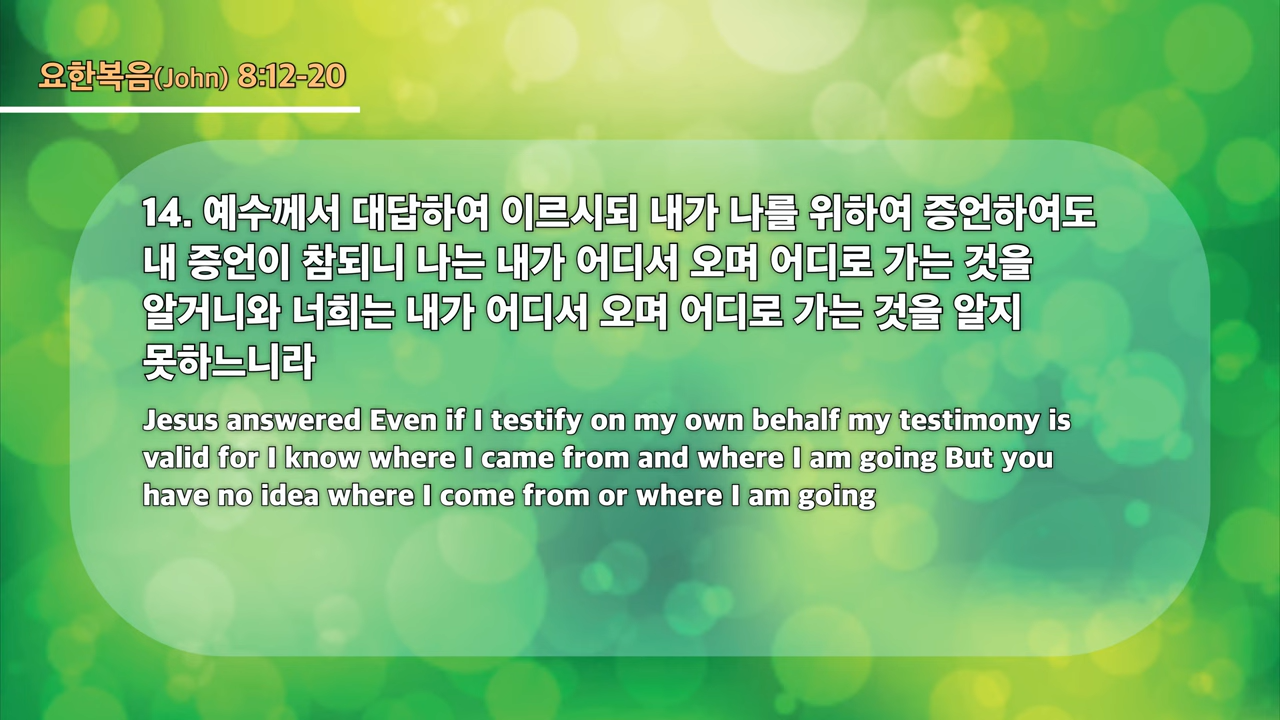 요한복음(John) 8:12-20
14. 예수께서 대답하여 이르시되 내가 나를 위하여 증언하여도
내 증언이 참되니 나는 내가 어디서 오며 어디로 가는 것을
알거니와 너희는 내가 어디서 오며 어디로 가는 것을 알지
못하느니라
Jesus answered Even if I testify on my own behalf my testimony is
valid for I know where I came from and where I am going But you
have no idea where I come from or where I am going